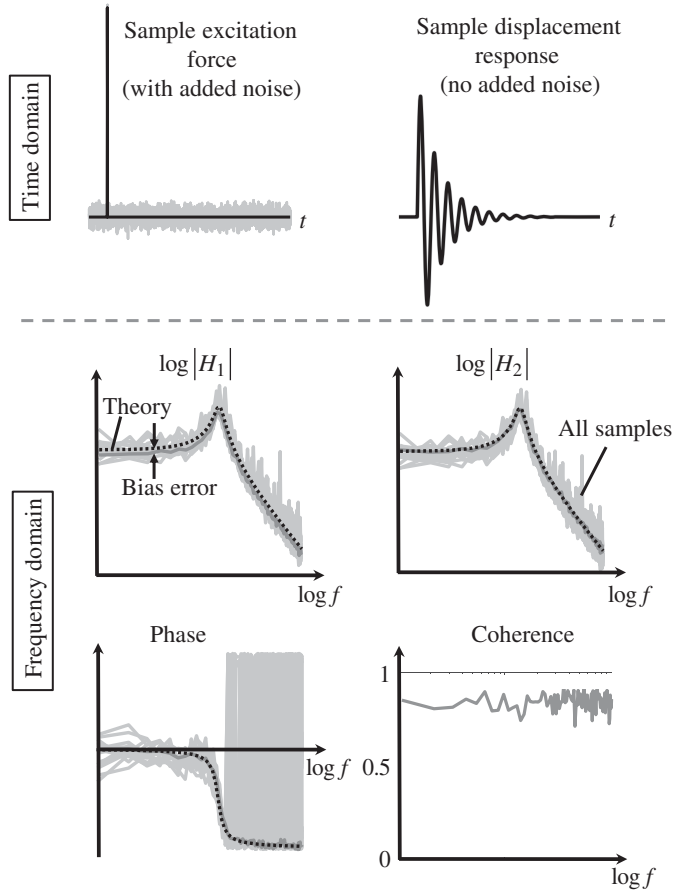 Time domain
Sample excitation
force
(with added noise)
t
Sample displacement
response
(no added noise)
t
Frequency domain
log |H₁|
Theory
Bias error
log f
log |H₂|
All samples
log f
Phase
log f
Coherence
1
0.5
0
log f